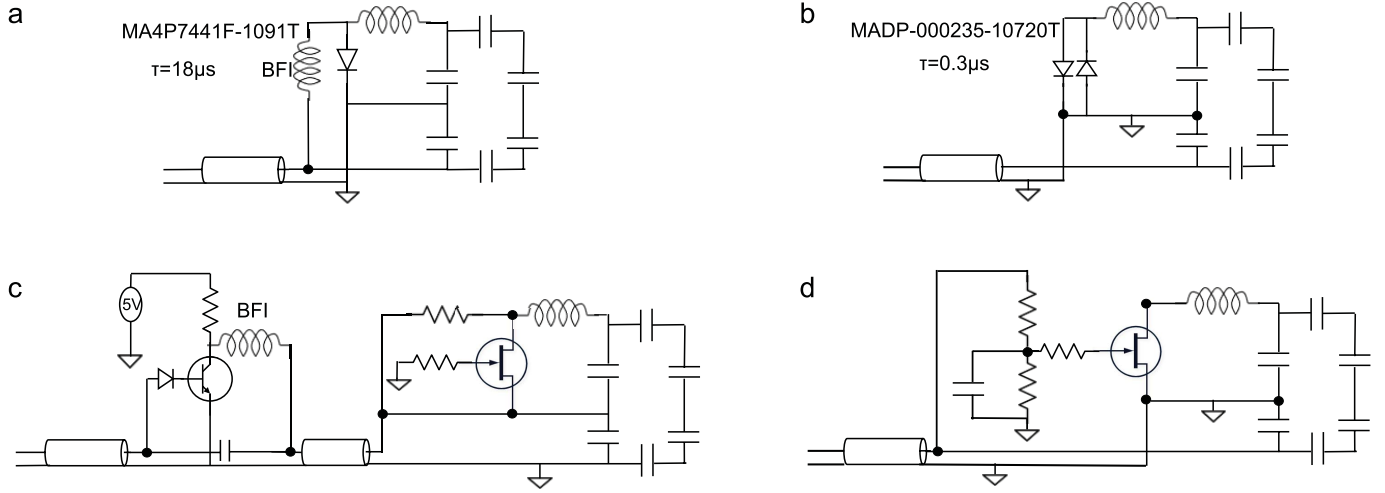 a
MA4P7441F-1091T
τ=18μs
BFI
b
MADP-000235-10720T
τ=0.3μs
c
5V
BFI
d